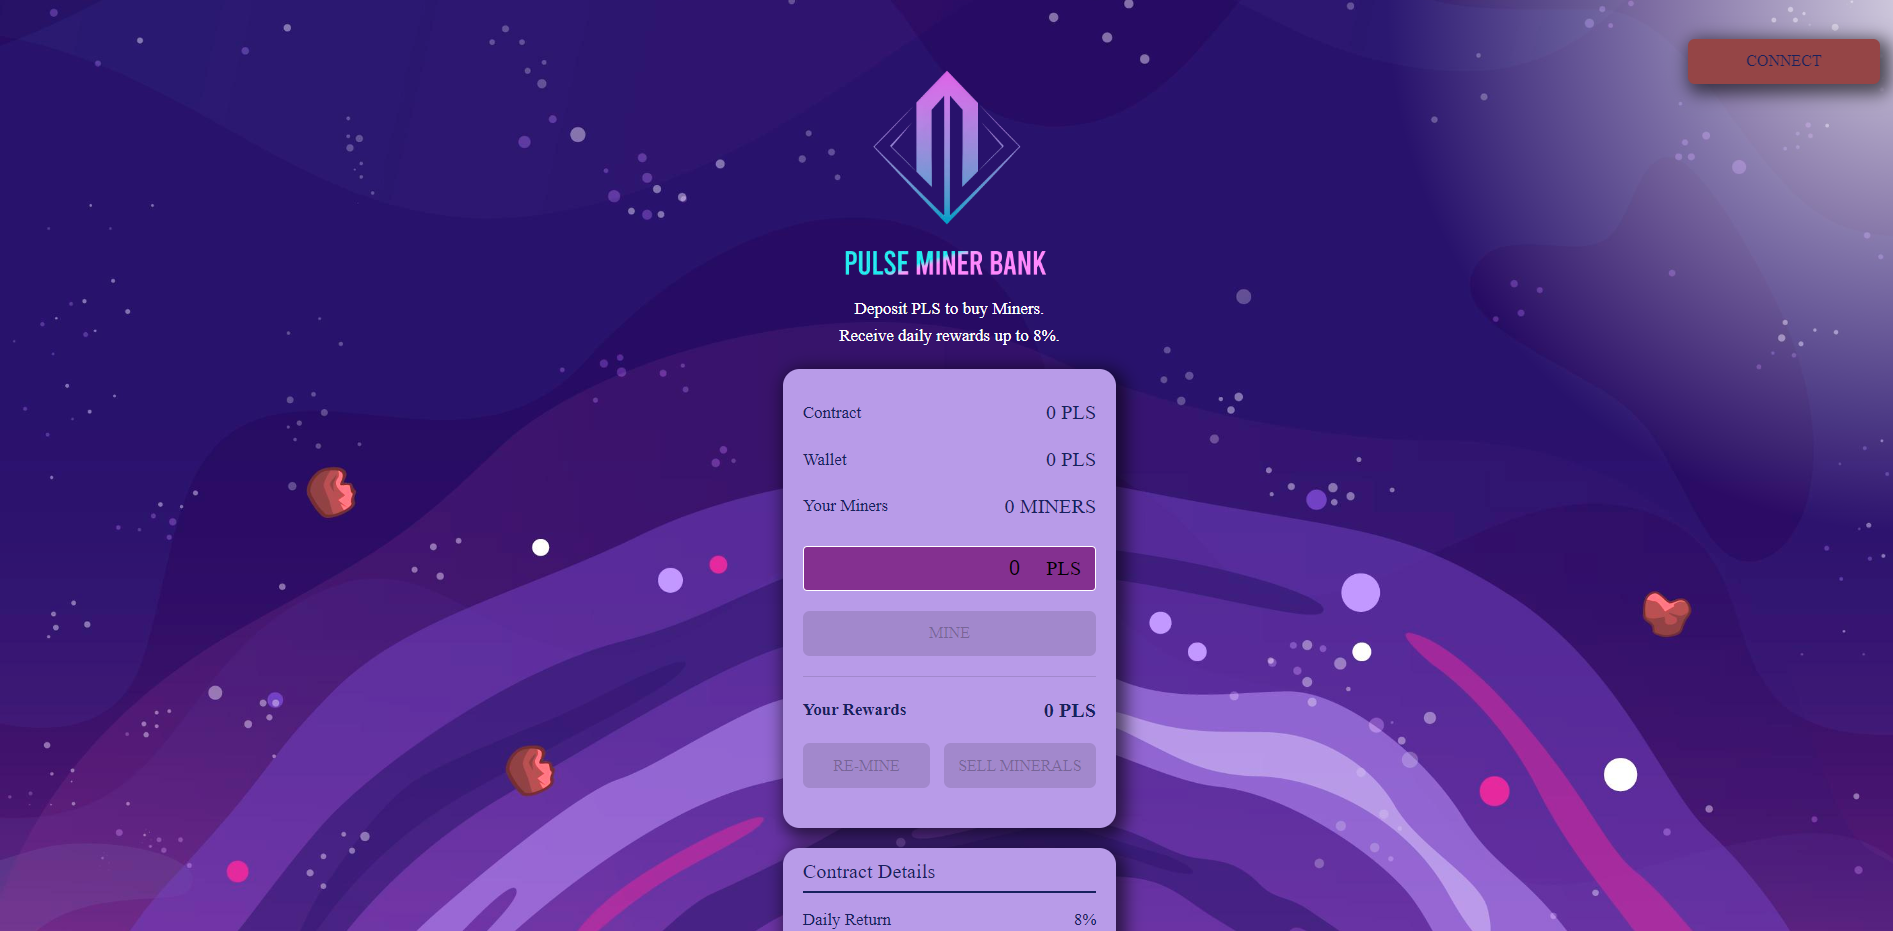 CONNECT
PULSE MINER BANK
Deposit PLS to buy Miners.
Receive daily rewards up to 8%.
Contract 0 PLS
Wallet 0 PLS
Your Miners 0 MINERS
0 PLS
MINE
Your Rewards 0 PLS
RE-MINE SELL MINERALS
Contract Details
Daily Return 8%